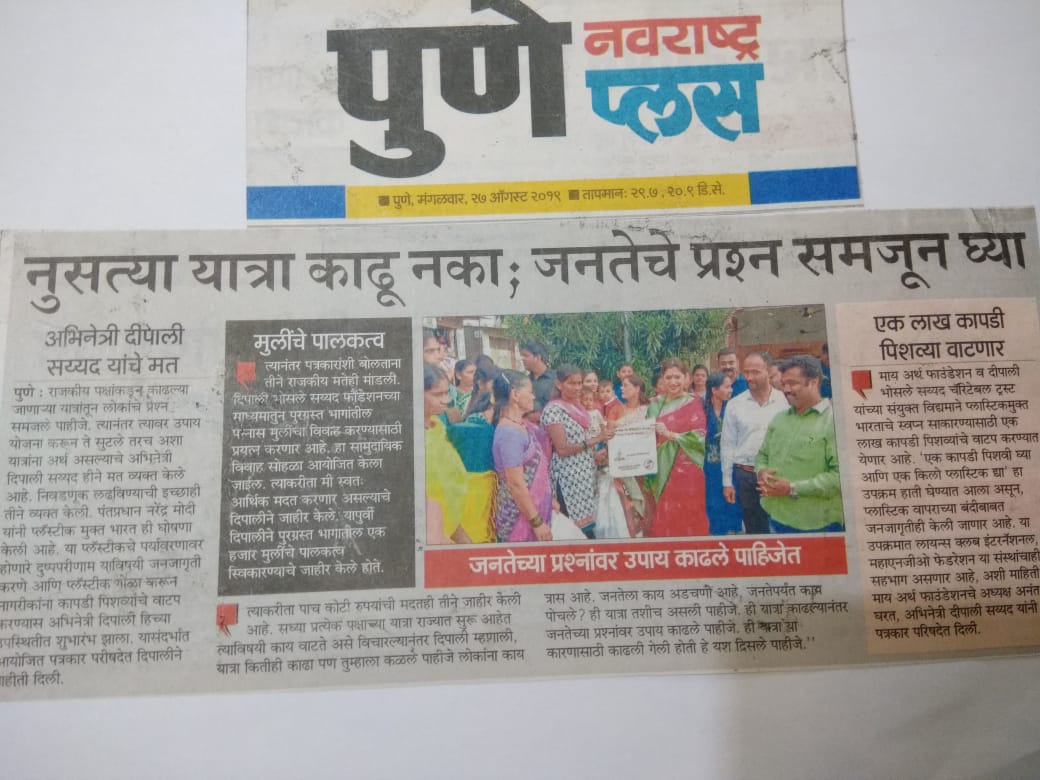 पुणे
नवराष्ट्र
प्लस
■ पुणे, मंगळवार, २७ ऑगस्ट २०१९ ■ तापमान: २९.७ , २०.९ डि.से.
नुसत्या यात्रा काढू नका; जनतेचे प्रश्न समजून घ्या
अभिनेत्री दीपाली
सय्यद यांचे मत
पुणे : राजकीय पक्षांकडून काढल्या
जाणाऱ्या यात्रांतून लोकांचे प्रश्न
समजले पाहीजे. त्यानंतर त्यावर उपाय
योजना करून ते सुटले तरच अशा
यात्रांना अर्थ असल्याचे अभिनेत्री
दिपाली सय्यद हीने मत व्यक्त केले
आहे. निवडणूक लढविण्याची इच्छाही
तीने व्यक्त केली. पंतप्रधान नरेंद्र मोदी
यांनी प्लॅस्टीक मुक्त भारत ही घोषणा
केली आहे. या प्लॅस्टीकचे पर्यावरणावर
होणारे दुष्परीणाम याविषयी जनजागृती
करणे आणि प्लॅस्टीक गोळा करून
नागरीकांना कापडी पिशव्यांचे वाटप
करण्यास अभिनेत्री दिपाली हिच्या
उपस्थितीत शुभारंभ झाला. यासंदर्भात
आयोजित पत्रकार परीषदेत दिपालीने
माहीती दिली.
मुलींचे पालकत्व
त्यानंतर पत्रकारांशी बोलताना
तीने राजकीय मतेही मांडली.
दिपाली भोसले सय्यद फौंडेशनच्या
माध्यमातुन पुरग्रस्त भागांतील
पन्नास मुलींचा विवाह करण्यासाठी
प्रयत्न करणार आहे. हा सामुदायिक
विवाह सोहळा आयोजित केला
जाईल. त्याकरीता मी स्वतः
आर्थिक मदत करणार असल्याचे
दिपालीने जाहीर केले. यापुर्वी
दिपालीने पुरग्रस्त भागांतील एक
हजार मुलींचे पालकत्व
स्विकारण्याचे जाहीर केले होते.
जनतेच्या प्रश्नांवर उपाय काढले पाहिजेत
त्याकरीता पाच कोटी रुपयांची मदतही तीने जाहीर केली
आहे. सध्या प्रत्येक पक्षाच्या यात्रा राज्यात सुरू आहेत
त्याविषयी काय वाटते असे विचारल्यानंतर दिपाली म्हणाली,
यात्रा कितीही काढा पण तुम्हाला कळले पाहीजे लोकांना काय
त्रास आहे. जनतेला काय अडचणी आहे, जनतेपर्यंत काय
पोचले? ही यात्रा तशीच असली पाहीजे. ही यात्रा काढल्यानंतर
जनतेच्या प्रश्नांवर उपाय काढले पाहीजे. ही यात्रा या
कारणासाठी काढली गेली होती हे यश दिसले पाहीजे.''
एक लाख कापडी
पिशव्या वाटणार
माय अर्थ फाउंडेशन व दीपाली
भोसले सय्यद चॅरिटेबल ट्रस्ट
यांच्या संयुक्त विद्यमाने प्लास्टिकमुक्त
भारताचे स्वप्न साकारण्यासाठी एक
लाख कापडी पिशव्यांचे वाटप करण्यात
येणार आहे. 'एक कापडी पिशवी घ्या
आणि एक किलो प्लास्टिक द्या' हा
उपक्रम हाती घेण्यात आला असून,
प्लास्टिक वापराच्या बंदीबाबत
जनजागृतीही केली जाणार आहे. या
उपक्रमात लायन्स क्लब इंटरनॅशनल,
महाएनजीओ फेडरेशन या संस्थांचाही
सहभाग असणार आहे, अशी माहिती
माय अर्थ फाउंडेशनचे अध्यक्ष अनंत
घरत, अभिनेत्री दीपाली सय्यद यांनी
पत्रकार परिषदेत दिली.